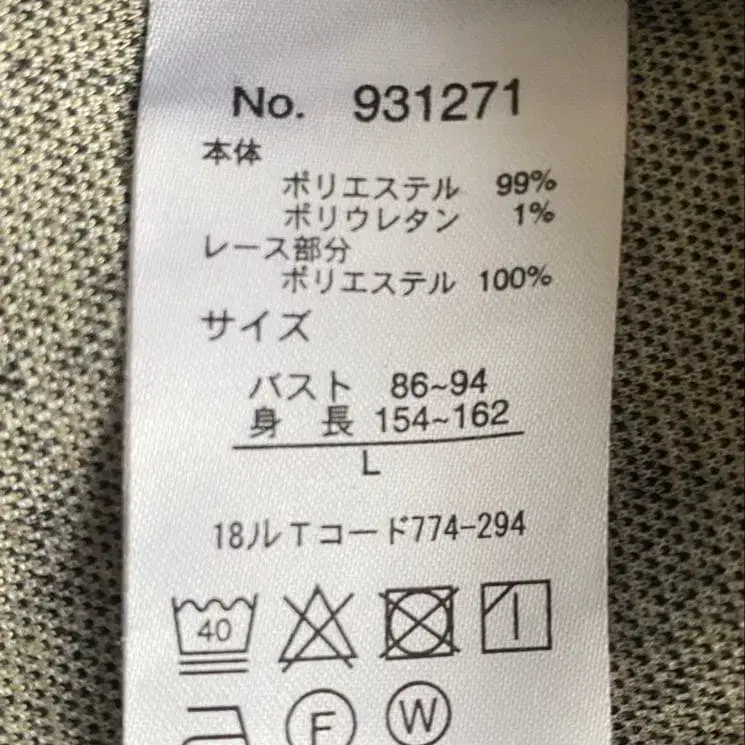 No. 931271
本体
ポリエステル 99%
ポリウレタン 1%
レース部分
ポリエステル 100%
サイズ
バスト 86~94
身 長 154~162
L
18ルTコード774-294
40
F W